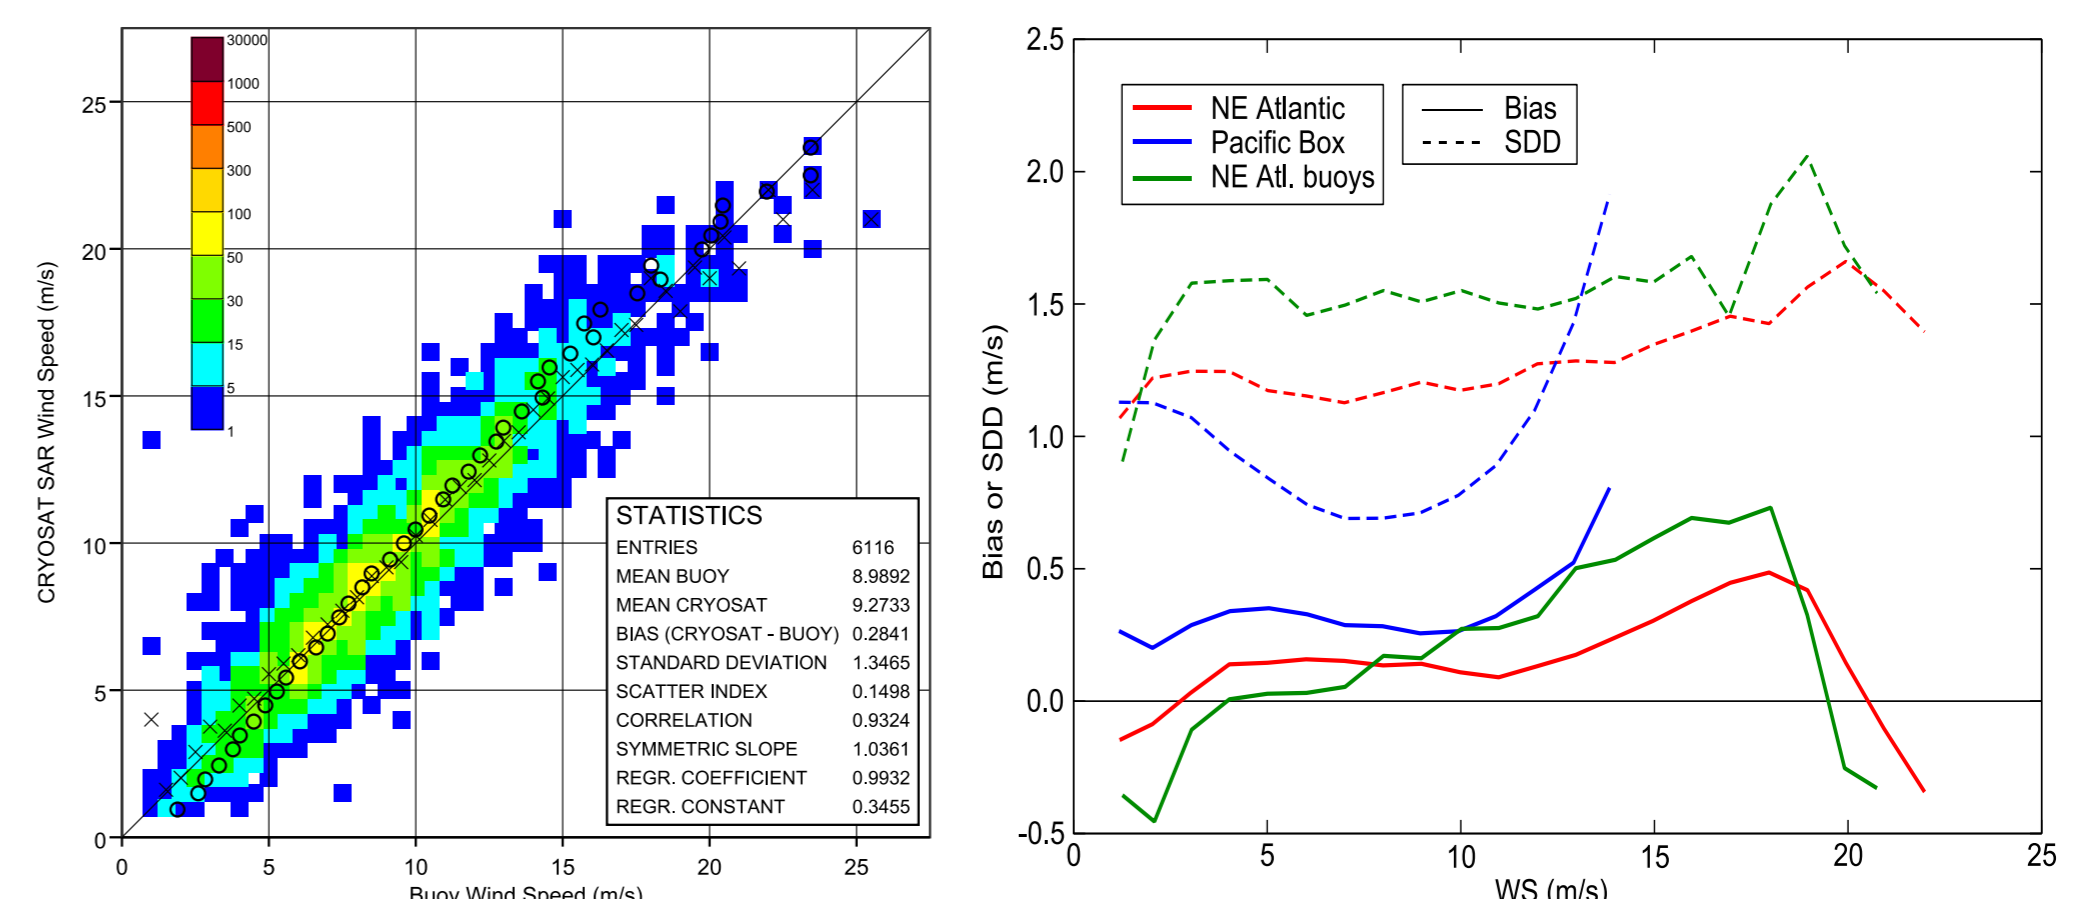 30000
1000
500
300
100
50
30
15
5
1
25
20
15
10
5
0
CRYOSAT SAR Wind Speed (m/s)
STATISTICS
ENTRIES 6116
MEAN BUOY 8.9892
MEAN CRYOSAT 9.2733
BIAS (CRYOSAT - BUOY) 0.2841
STANDARD DEVIATION 1.3465
SCATTER INDEX 0.1498
CORRELATION 0.9324
SYMMETRIC SLOPE 1.0361
REGR. COEFFICIENT 0.9932
REGR. CONSTANT 0.3455
0 5 10 15 20 25
Buoy Wind Speed (m/s)
2.5
2.0
1.5
1.0
0.5
0.0
-0.5
Bias or SDD (m/s)
NE Atlantic
Pacific Box
NE Atl. buoys
Bias
SDD
0 5 10 15 20 25
WS (m/s)